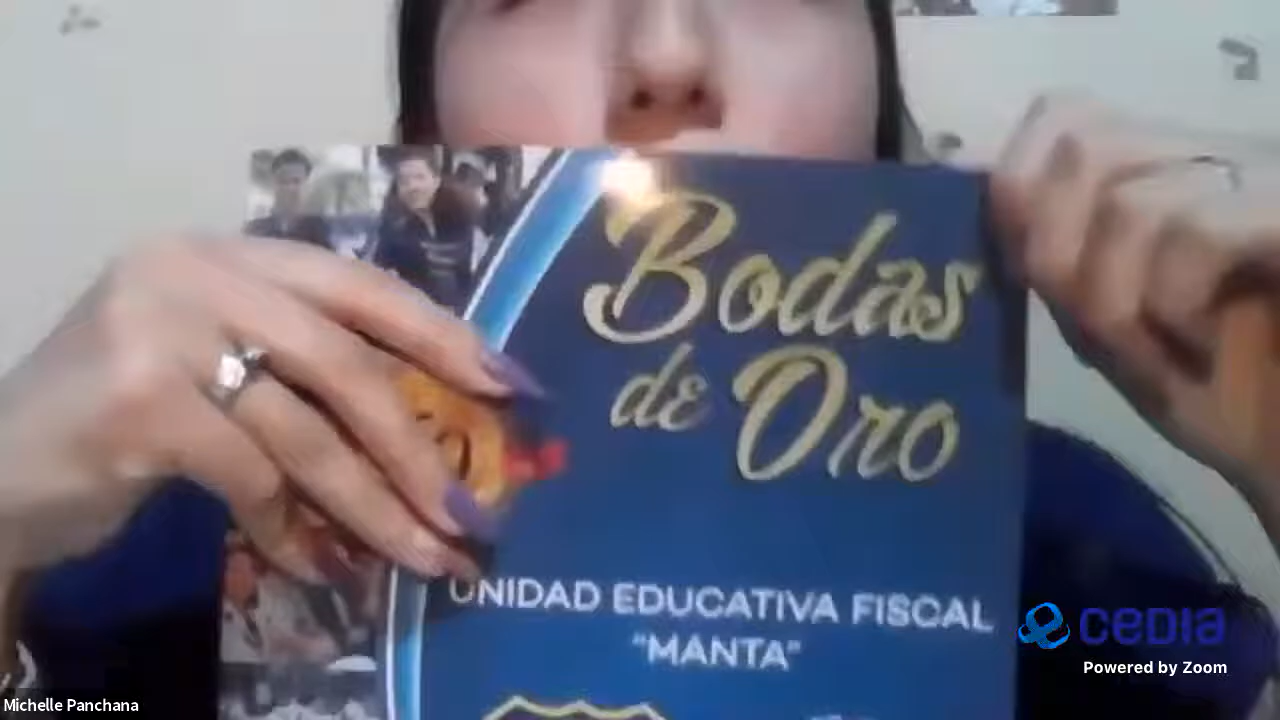 Bodas
de Oro
UNIDAD EDUCATIVA FISCAL
"MANTA"
CEDIA
Powered by Zoom
Michelle Panchana